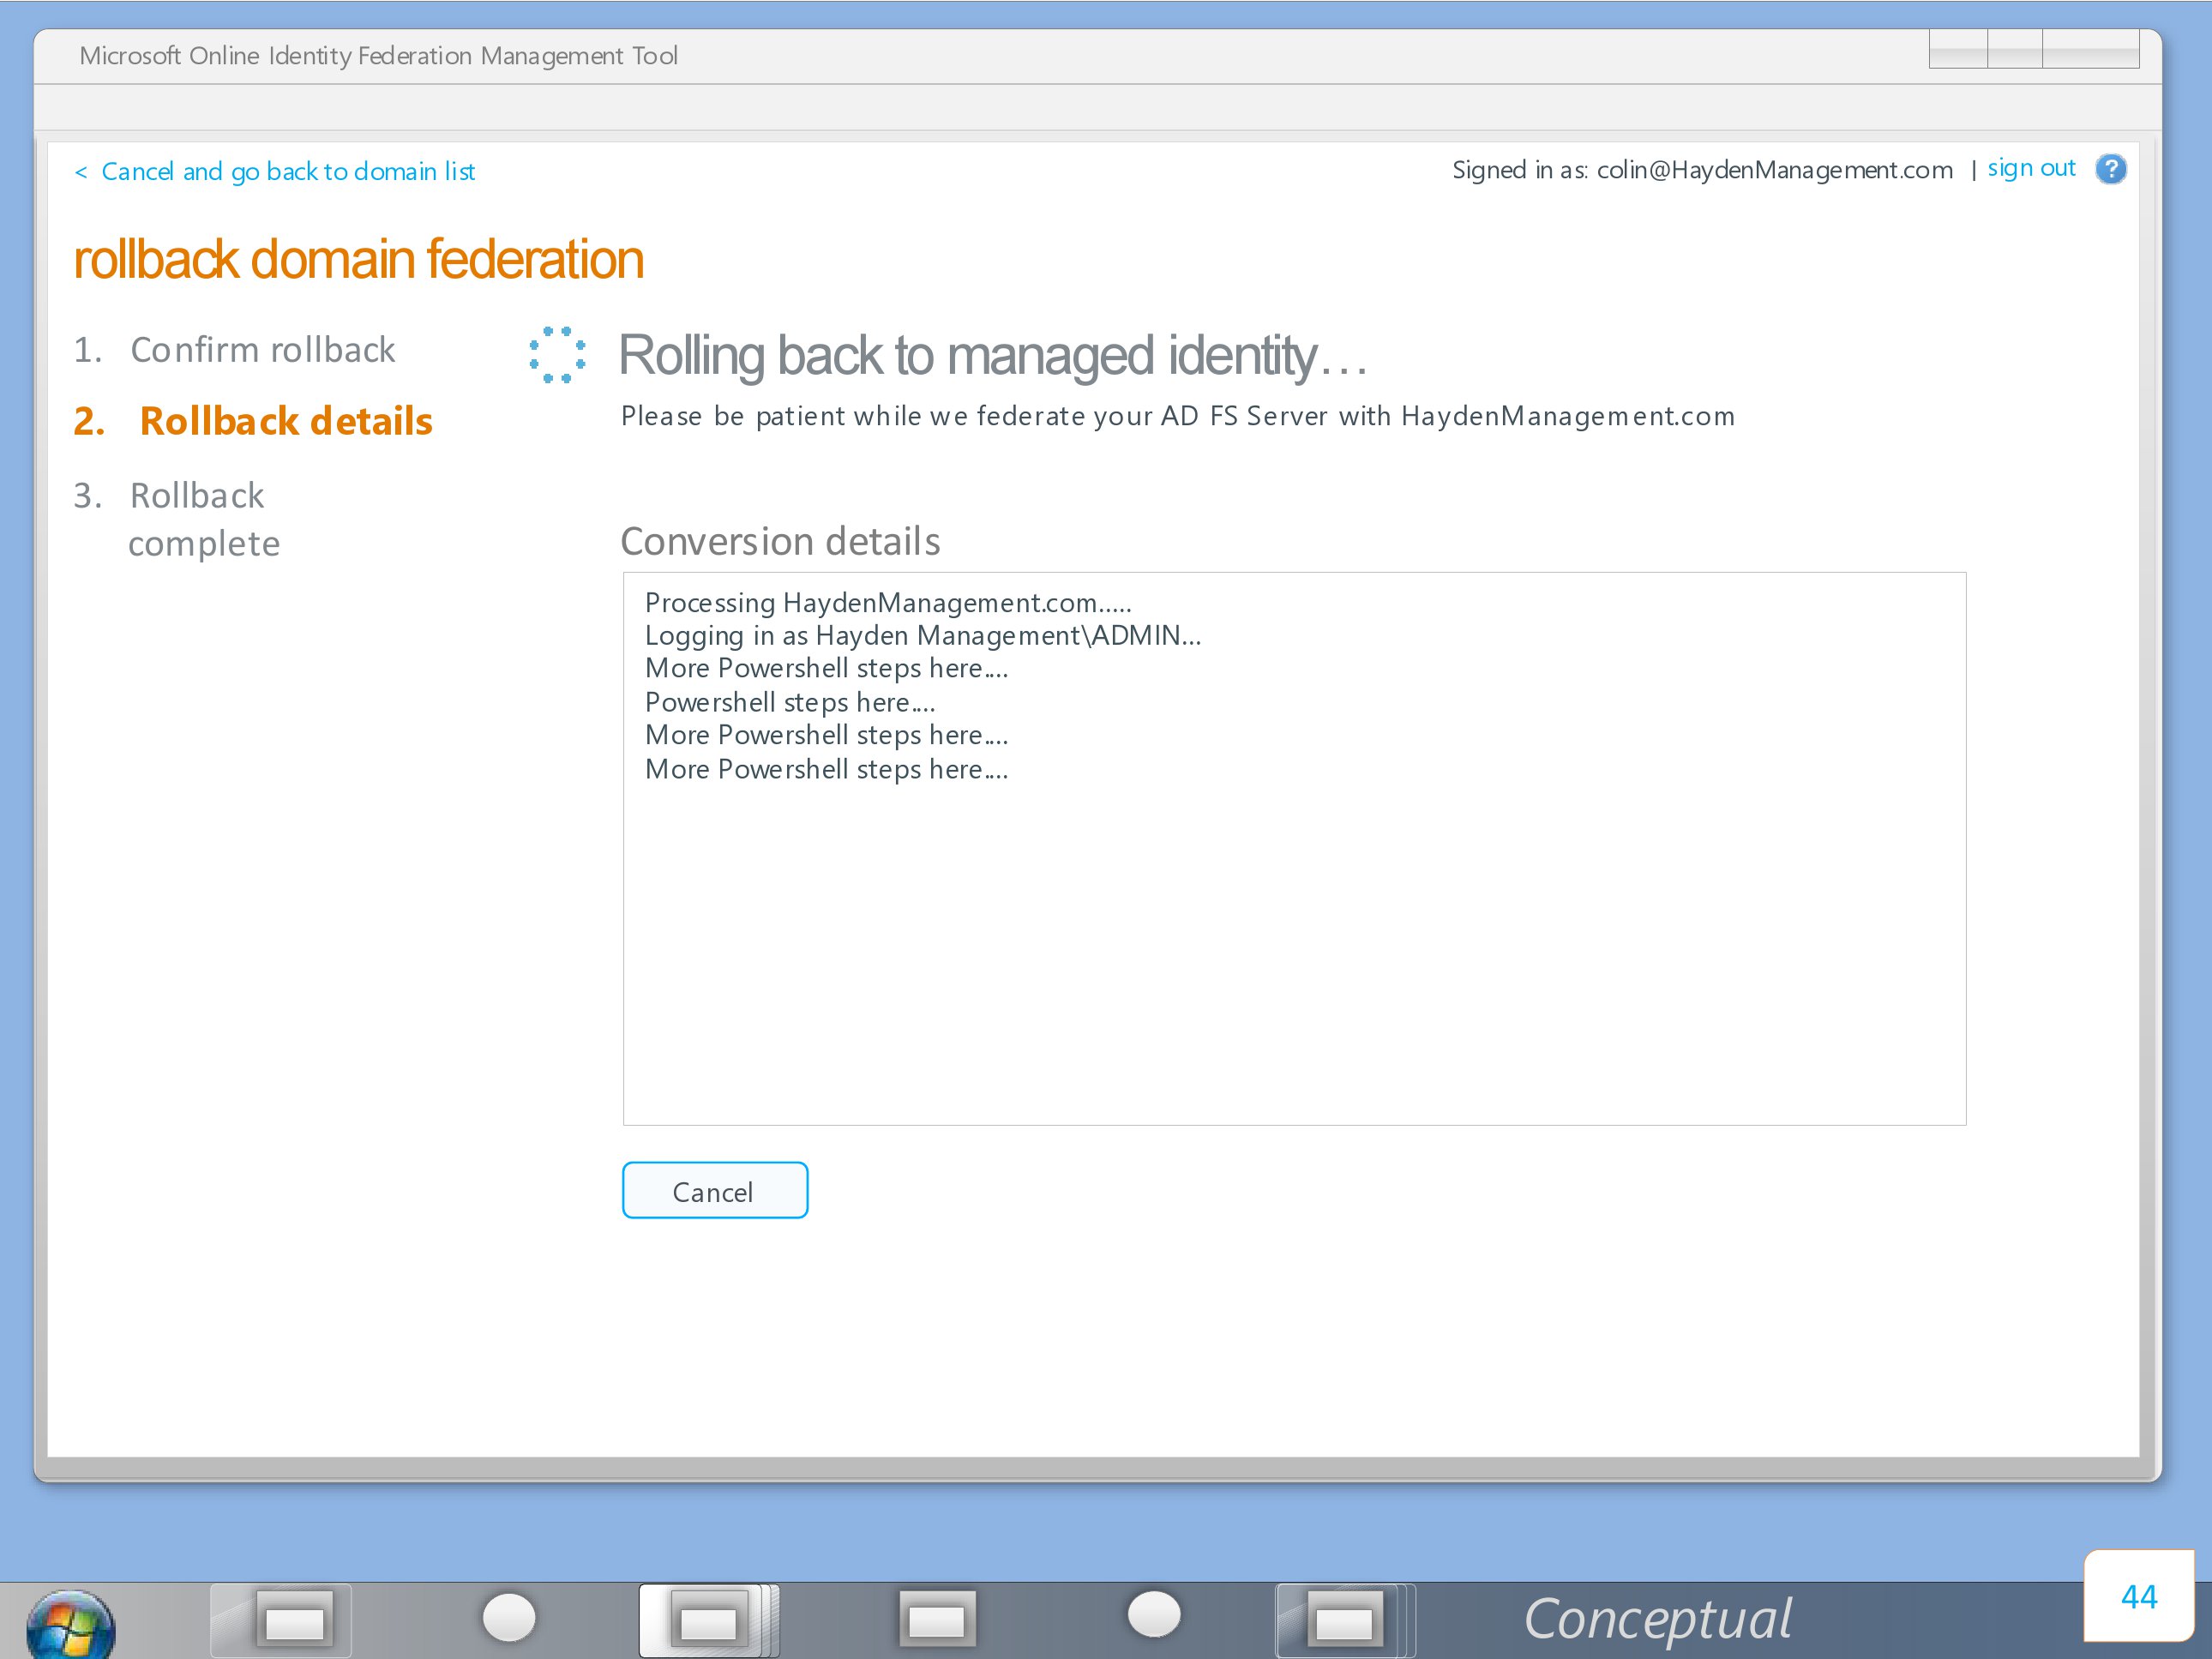 Microsoft Online Identity Federation Management Tool
< Cancel and go back to domain list
Signed in as: colin@HaydenManagement.com | sign out ?
rollback domain federation
1. Confirm rollback
2. Rollback details
3. Rollback
complete
Rolling back to managed identity…
Please be patient while we federate your AD FS Server with HaydenManagement.com
Conversion details
Processing HaydenManagement.com.....
Logging in as Hayden Management\ADMIN...
More Powershell steps here....
Powershell steps here....
More Powershell steps here....
More Powershell steps here....
Cancel
Conceptual
44